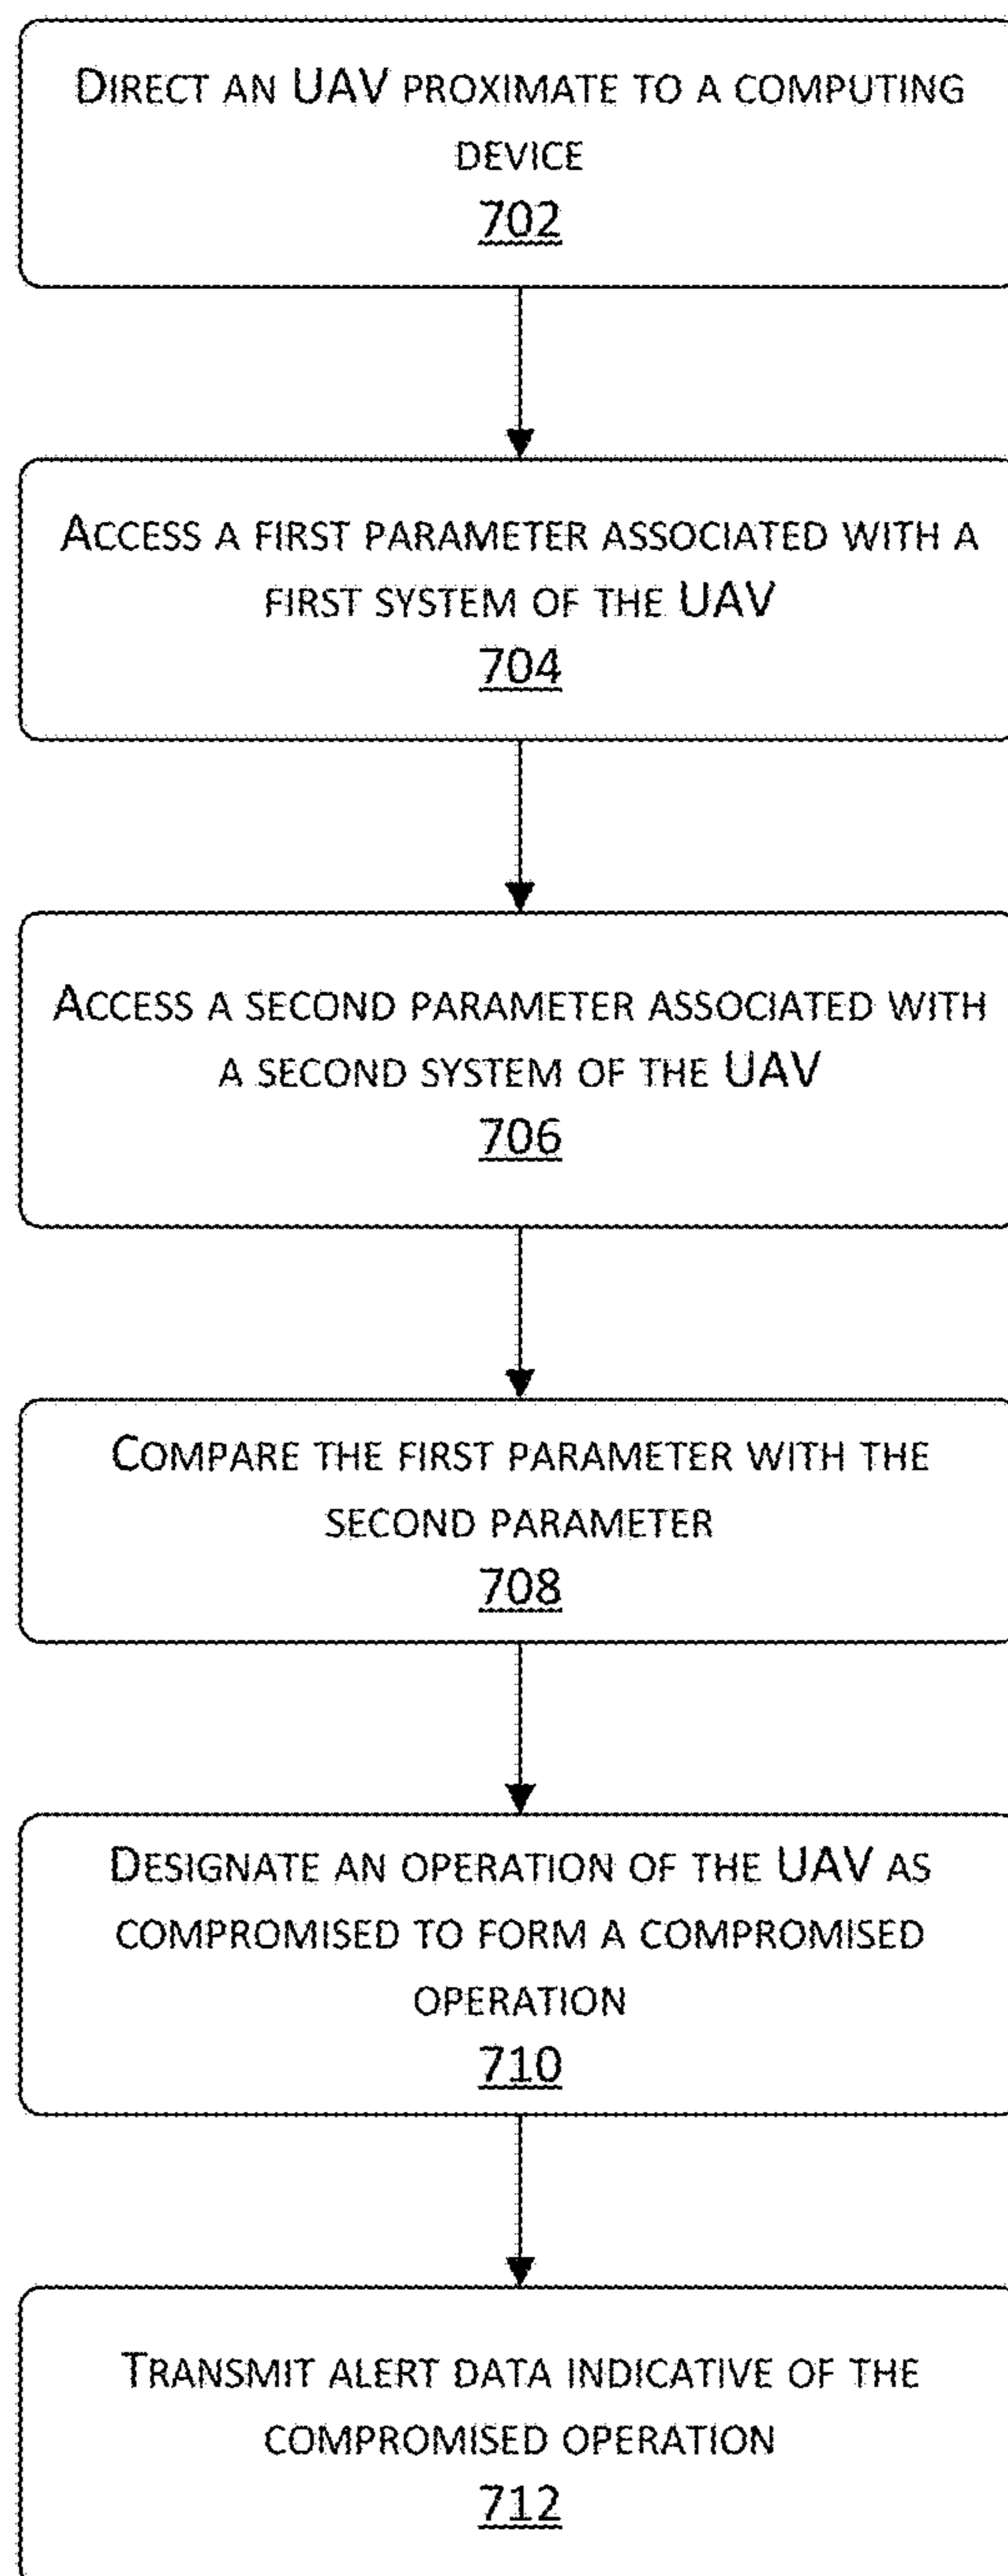 DIRECT AN UAV PROXIMATE TO A COMPUTING
DEVICE
702
ACCESS A FIRST PARAMETER ASSOCIATED WITH A
FIRST SYSTEM OF THE UAV
704
ACCESS A SECOND PARAMETER ASSOCIATED WITH
A SECOND SYSTEM OF THE UAV
706
COMPARE THE FIRST PARAMETER WITH THE
SECOND PARAMETER
708
DESIGNATE AN OPERATION OF THE UAV AS
COMPROMISED TO FORM A COMPROMISED
OPERATION
710
TRANSMIT ALERT DATA INDICATIVE OF THE
COMPROMISED OPERATION
712